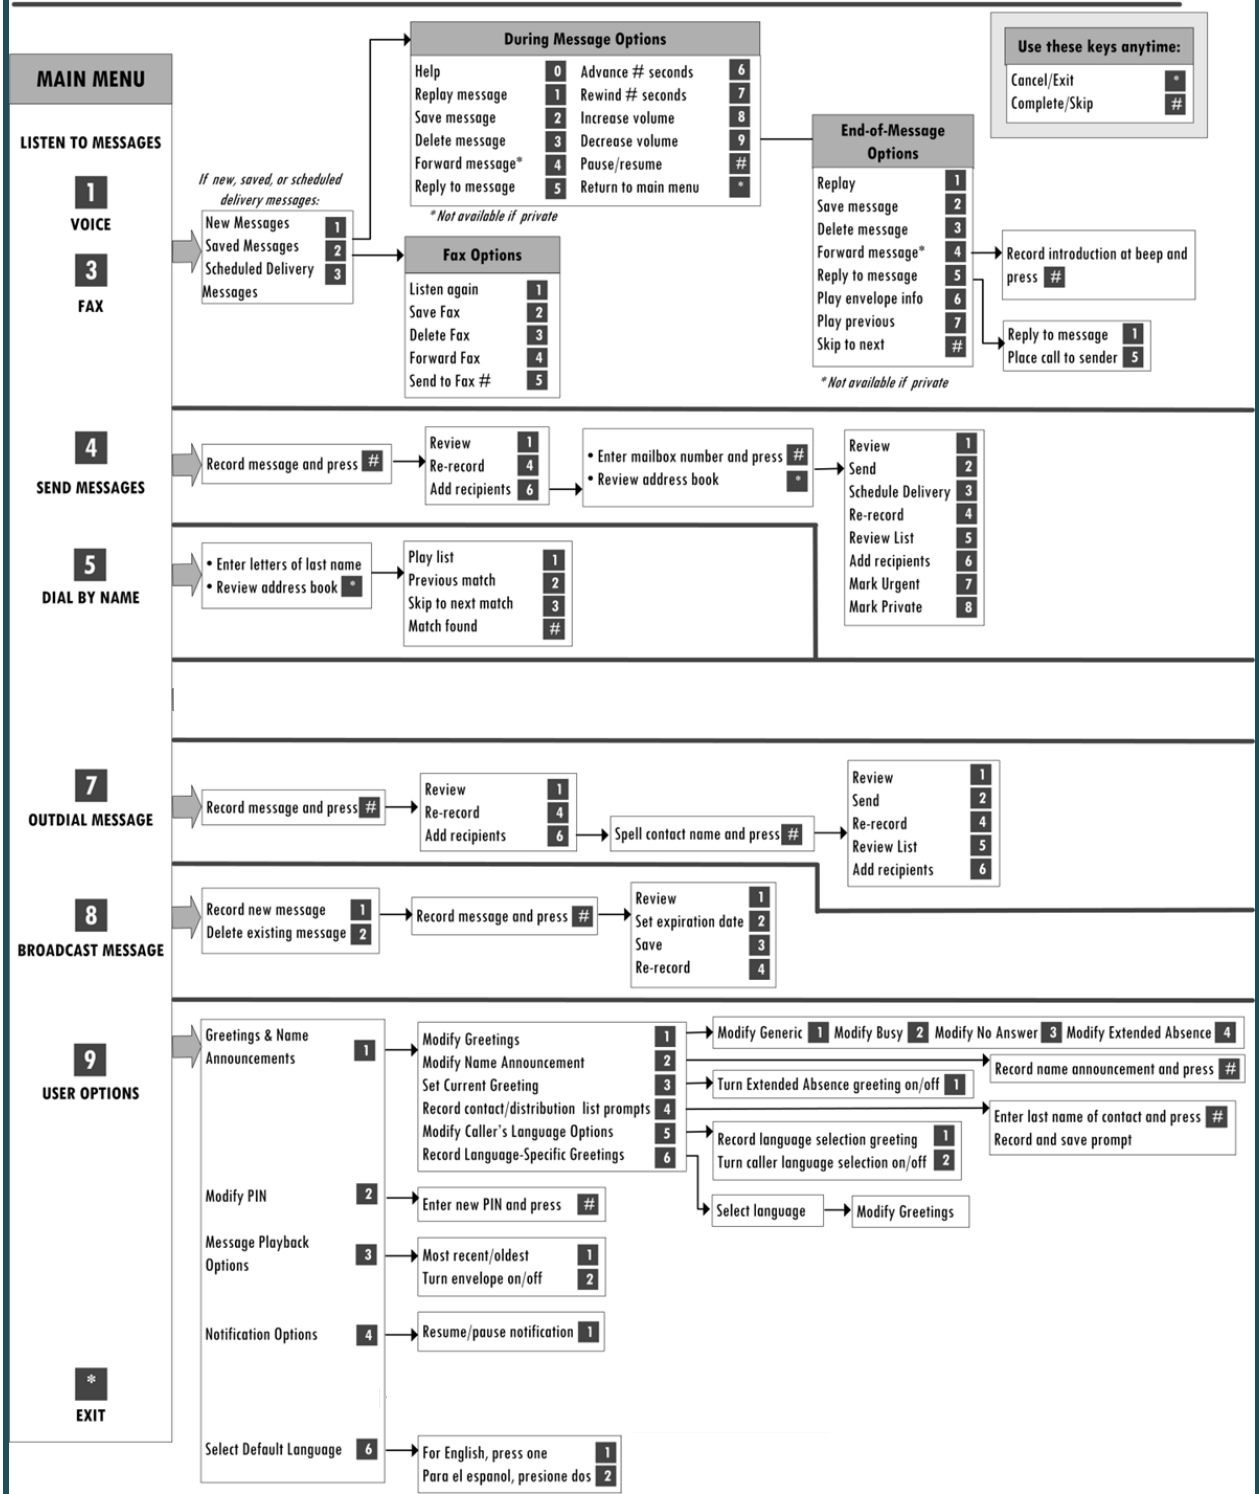 MAIN MENU
LISTEN TO MESSAGES
1
VOICE
3
FAX
If new, saved, or scheduled
delivery messages:
New Messages 1
Saved Messages 2
Scheduled Delivery 3
Messages
During Message Options
Help 0 Advance # seconds 6
Replay message 1 Rewind # seconds 7
Save message 2 Increase volume 8
Delete message 3 Decrease volume 9
Forward message* 4 Pause/resume #
Reply to message 5 Return to main menu *
*Not available if private
Fax Options
Listen again 1
Save Fax 2
Delete Fax 3
Forward Fax 4
Send to Fax # 5
End-of-Message
Options
Replay 1
Save message 2
Delete message 3
Forward message* 4
Reply to message 5
Play envelope info 6
Play previous 7
Skip to next #
*Not available if private
Use these keys anytime:
Cancel/Exit *
Complete/Skip #
Record introduction at beep and
press #
Reply to message 1
Place call to sender 5
4
SEND MESSAGES
Record message and press #
Review 1
Re-record 4
Add recipients 6
• Enter mailbox number and press #
• Review address book *
Review 1
Send 2
Schedule Delivery 3
Re-record 4
Review List 5
Add recipients 6
Mark Urgent 7
Mark Private 8
5
DIAL BY NAME
• Enter letters of last name
• Review address book *
Play list 1
Previous match 2
Skip to next match 3
Match found #
7
OUTDIAL MESSAGE
Record message and press #
Review 1
Re-record 4
Add recipients 6
Spell contact name and press #
Review 1
Send 2
Re-record 4
Review List 5
Add recipients 6
8
BROADCAST MESSAGE
Record new message 1
Delete existing message 2
Record message and press #
Review 1
Set expiration date 2
Save 3
Re-record 4
9
USER OPTIONS
Greetings & Name
Announcements 1
Modify Greetings 1
Modify Name Announcement 2
Set Current Greeting 3
Record contact/distribution list prompts 4
Modify Caller's Language Options 5
Record Language-Specific Greetings 6
Modify Generic 1 Modify Busy 2 Modify No Answer 3 Modify Extended Absence 4
Record name announcement and press #
Turn Extended Absence greeting on/off 1
Enter last name of contact and press #
Record and save prompt
Record language selection greeting 1
Turn caller language selection on/off 2
Select language
Modify Greetings
Modify PIN 2
Enter new PIN and press #
Message Playback
Options 3
Most recent/oldest 1
Turn envelope on/off 2
Notification Options 4
Resume/pause notification 1
Select Default Language 6
For English, press one 1
Para el espanol, presione dos 2
*
EXIT